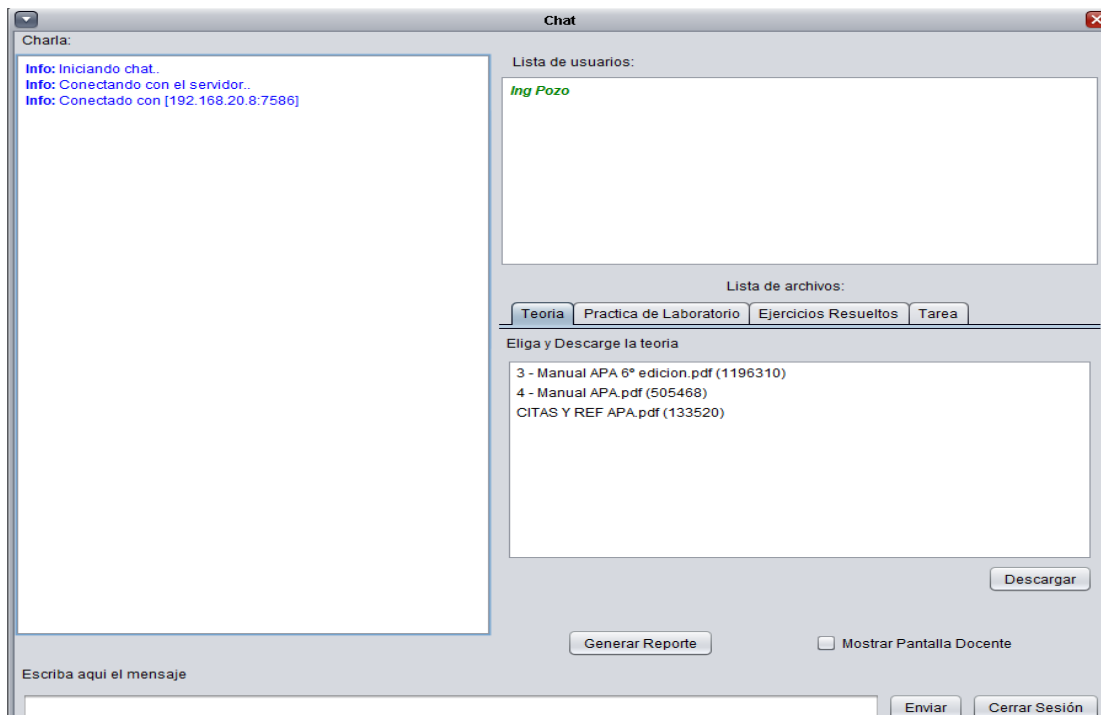 Chat
Charla:
Info: Iniciando chat..
Info: Conectando con el servidor..
Info: Conectado con [192.168.20.8:7586]
Lista de usuarios:
Ing Pozo
Lista de archivos:
Teoria Practica de Laboratorio Ejercicios Resueltos Tarea
Eliga y Descarge la teoria
3 - Manual APA 6º edicion.pdf (1196310)
4 - Manual APA.pdf (505468)
CITAS Y REF APA.pdf (133520)
Descargar
Generar Reporte Mostrar Pantalla Docente
Escriba aqui el mensaje
Enviar Cerrar Sesión